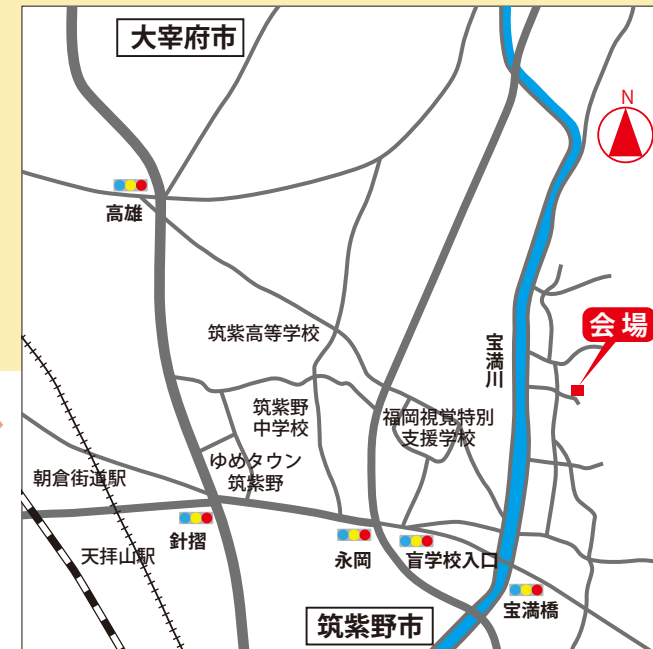 大宰府市
N
高雄
会場
筑紫高等学校
宝満川
筑紫野
中学校
福岡視覚特別
支援学校
ゆめタウン
筑紫野
朝倉街道駅
針摺
天拝山駅
永岡
盲学校入口
宝満橋
筑紫野市